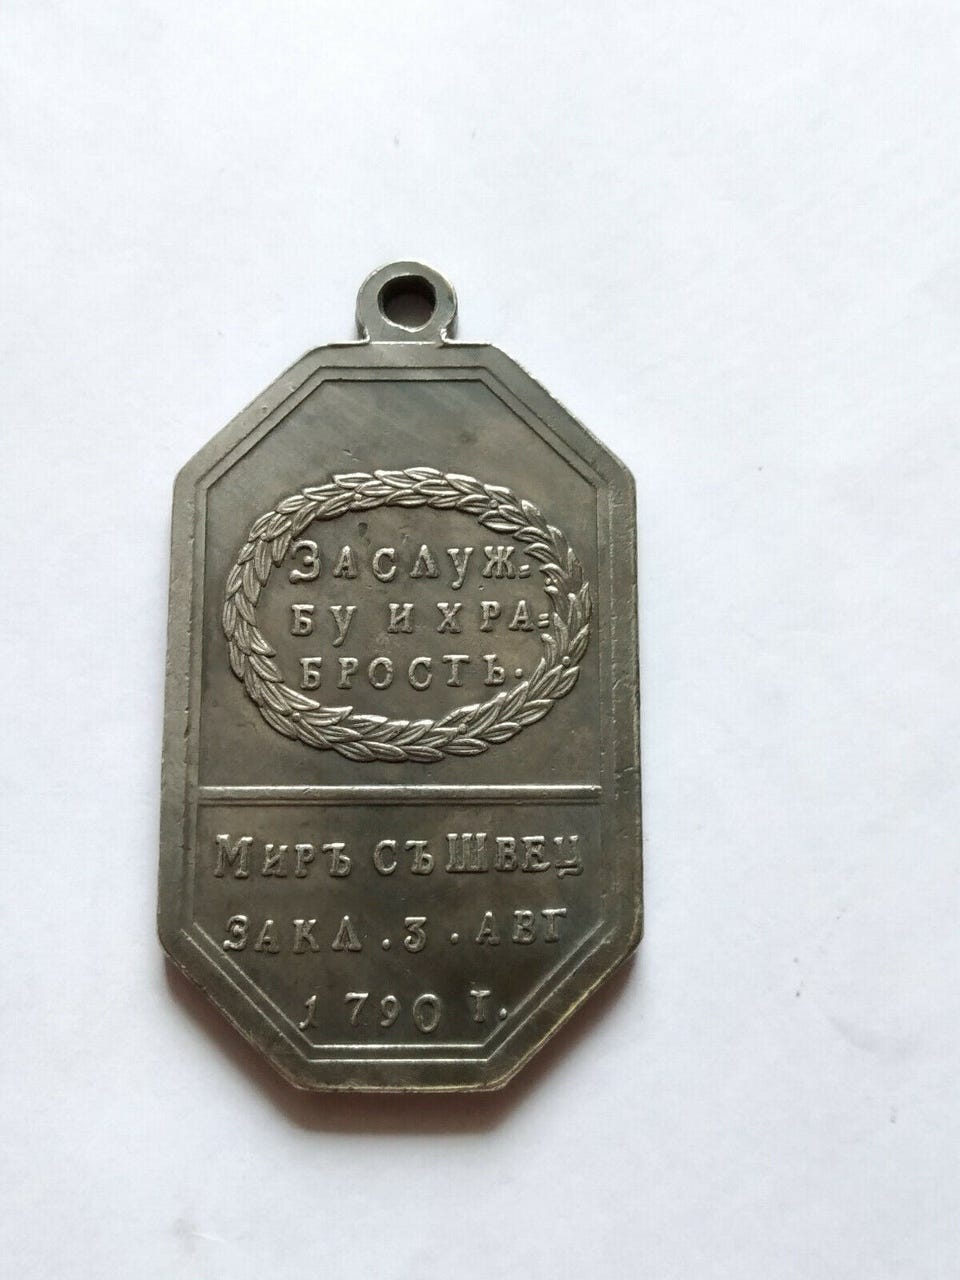 ЗАСЛУЖ=
БУ И ХРА=
БРОСТЬ.
МИРЪ СЪ ШВЕЦ
ЗАКЛ . 3 . АВГ
1790 Г.